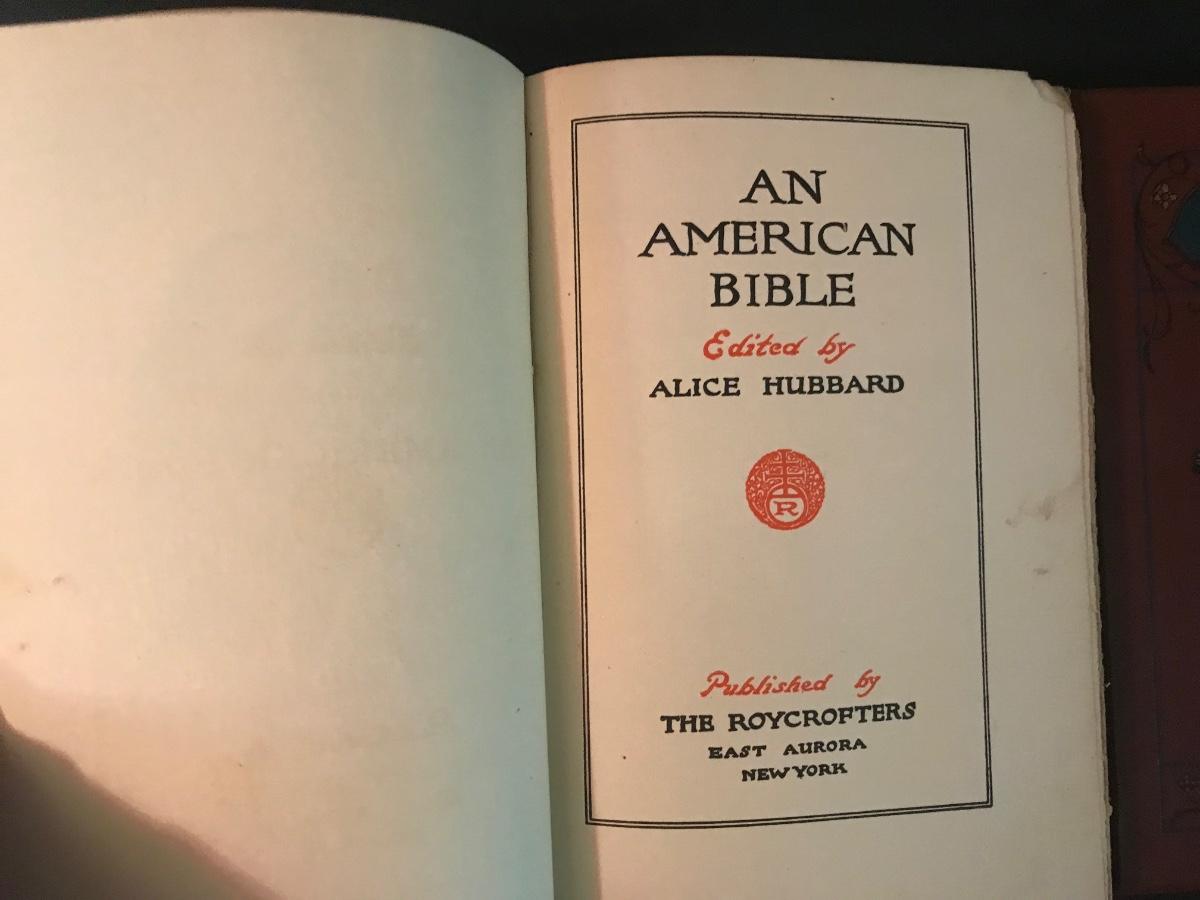 AN
AMERICAN
BIBLE
Edited by
ALICE HUBBARD
R
Published by
THE ROYCROFTERS
EAST AURORA
NEW YORK